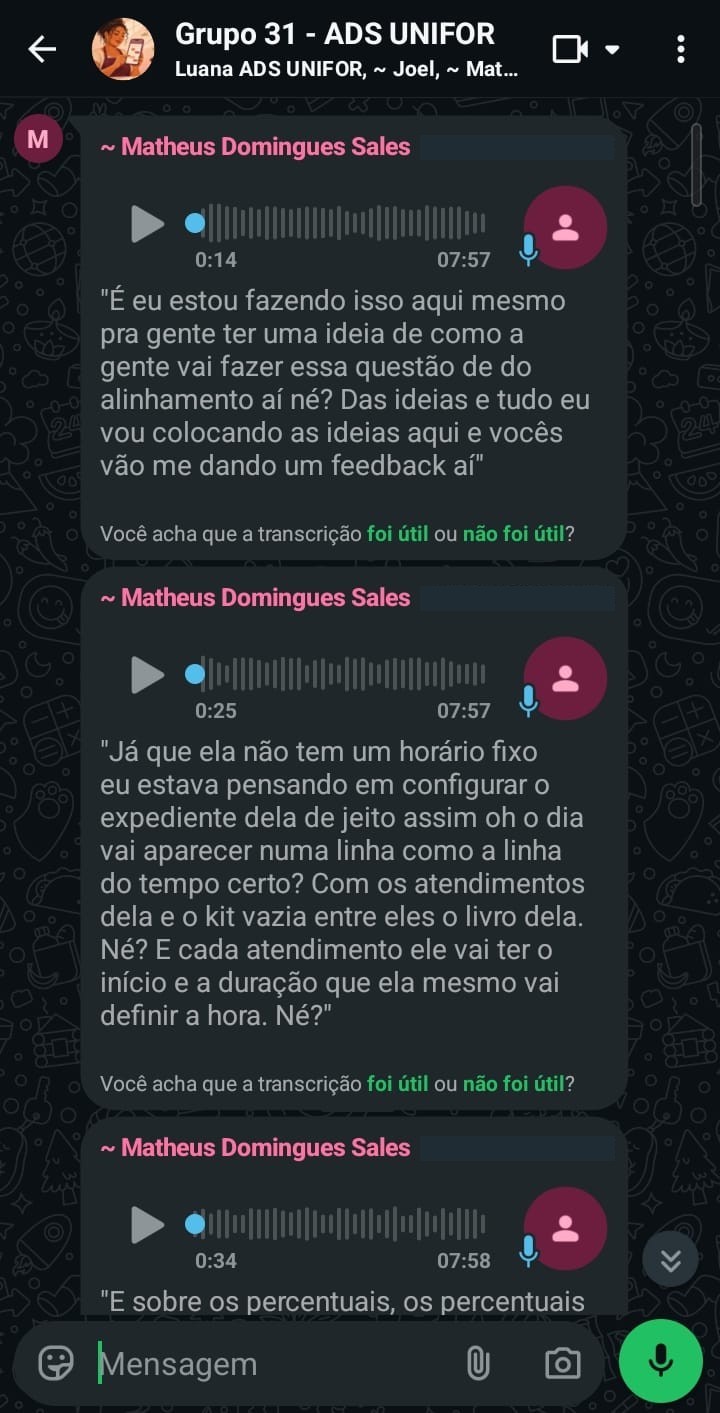 Grupo 31 - ADS UNIFOR
Luana ADS UNIFOR, ~ Joel, ~ Mat...
M
~ Matheus Domingues Sales
0:14
07:57
"É eu estou fazendo isso aqui mesmo
pra gente ter uma ideia de como a
gente vai fazer essa questão de do
alinhamento aí né? Das ideias e tudo eu
vou colocando as ideias aqui e vocês
vão me dando um feedback aí"
Você acha que a transcrição foi útil ou não foi útil?
~ Matheus Domingues Sales
0:25
07:57
"Já que ela não tem um horário fixo
eu estava pensando em configurar o
expediente dela de jeito assim oh o dia
vai aparecer numa linha como a linha
do tempo certo? Com os atendimentos
dela e o kit vazia entre eles o livro dela.
Né? E cada atendimento ele vai ter o
início e a duração que ela mesmo vai
definir a hora. Né?"
Você acha que a transcrição foi útil ou não foi útil?
~ Matheus Domingues Sales
0:34
07:58
"E sobre os percentuais, os percentuais
Mensagem